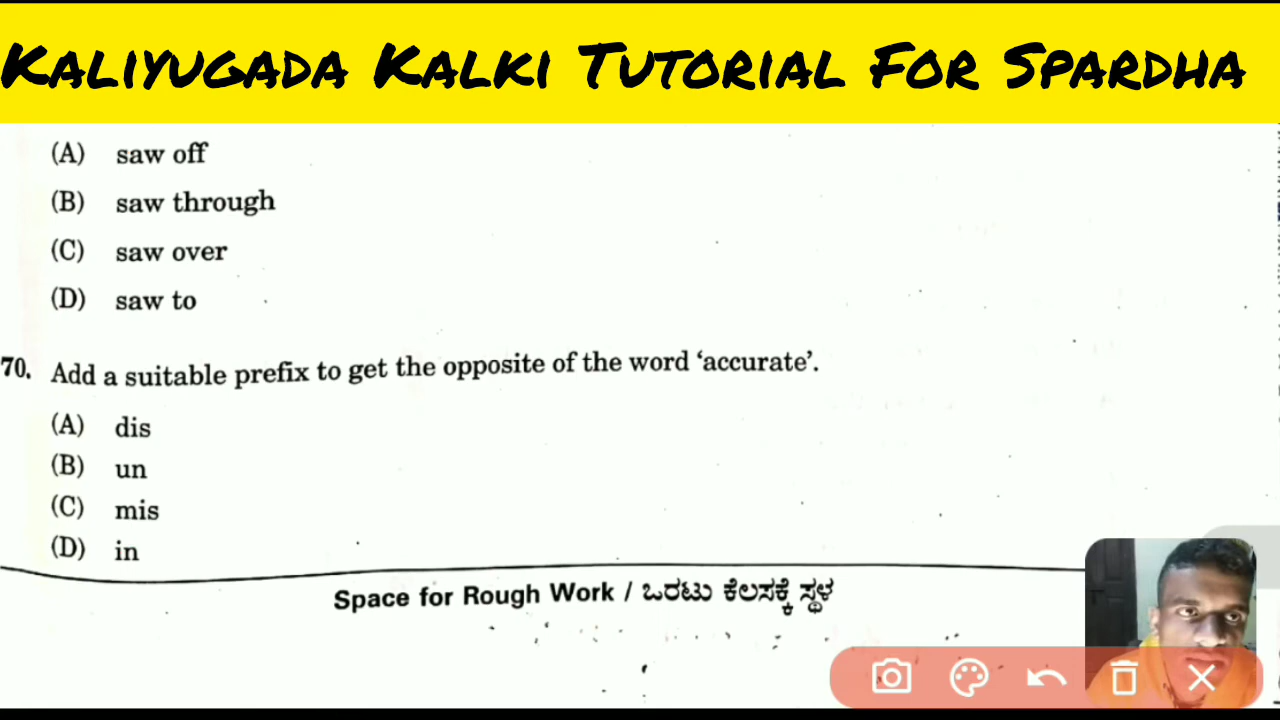 KALIYUGADA KALKI TUTORIAL FOR SPARDHA
(A) saw off
(B) saw through
(C) saw over
(D) saw to
70. Add a suitable prefix to get the opposite of the word ‘accurate’.
(A) dis
(B) un
(C) mis
(D) in
Space for Rough Work / ಒರಟು ಕೆಲಸಕ್ಕೆ ಸ್ಥಳ